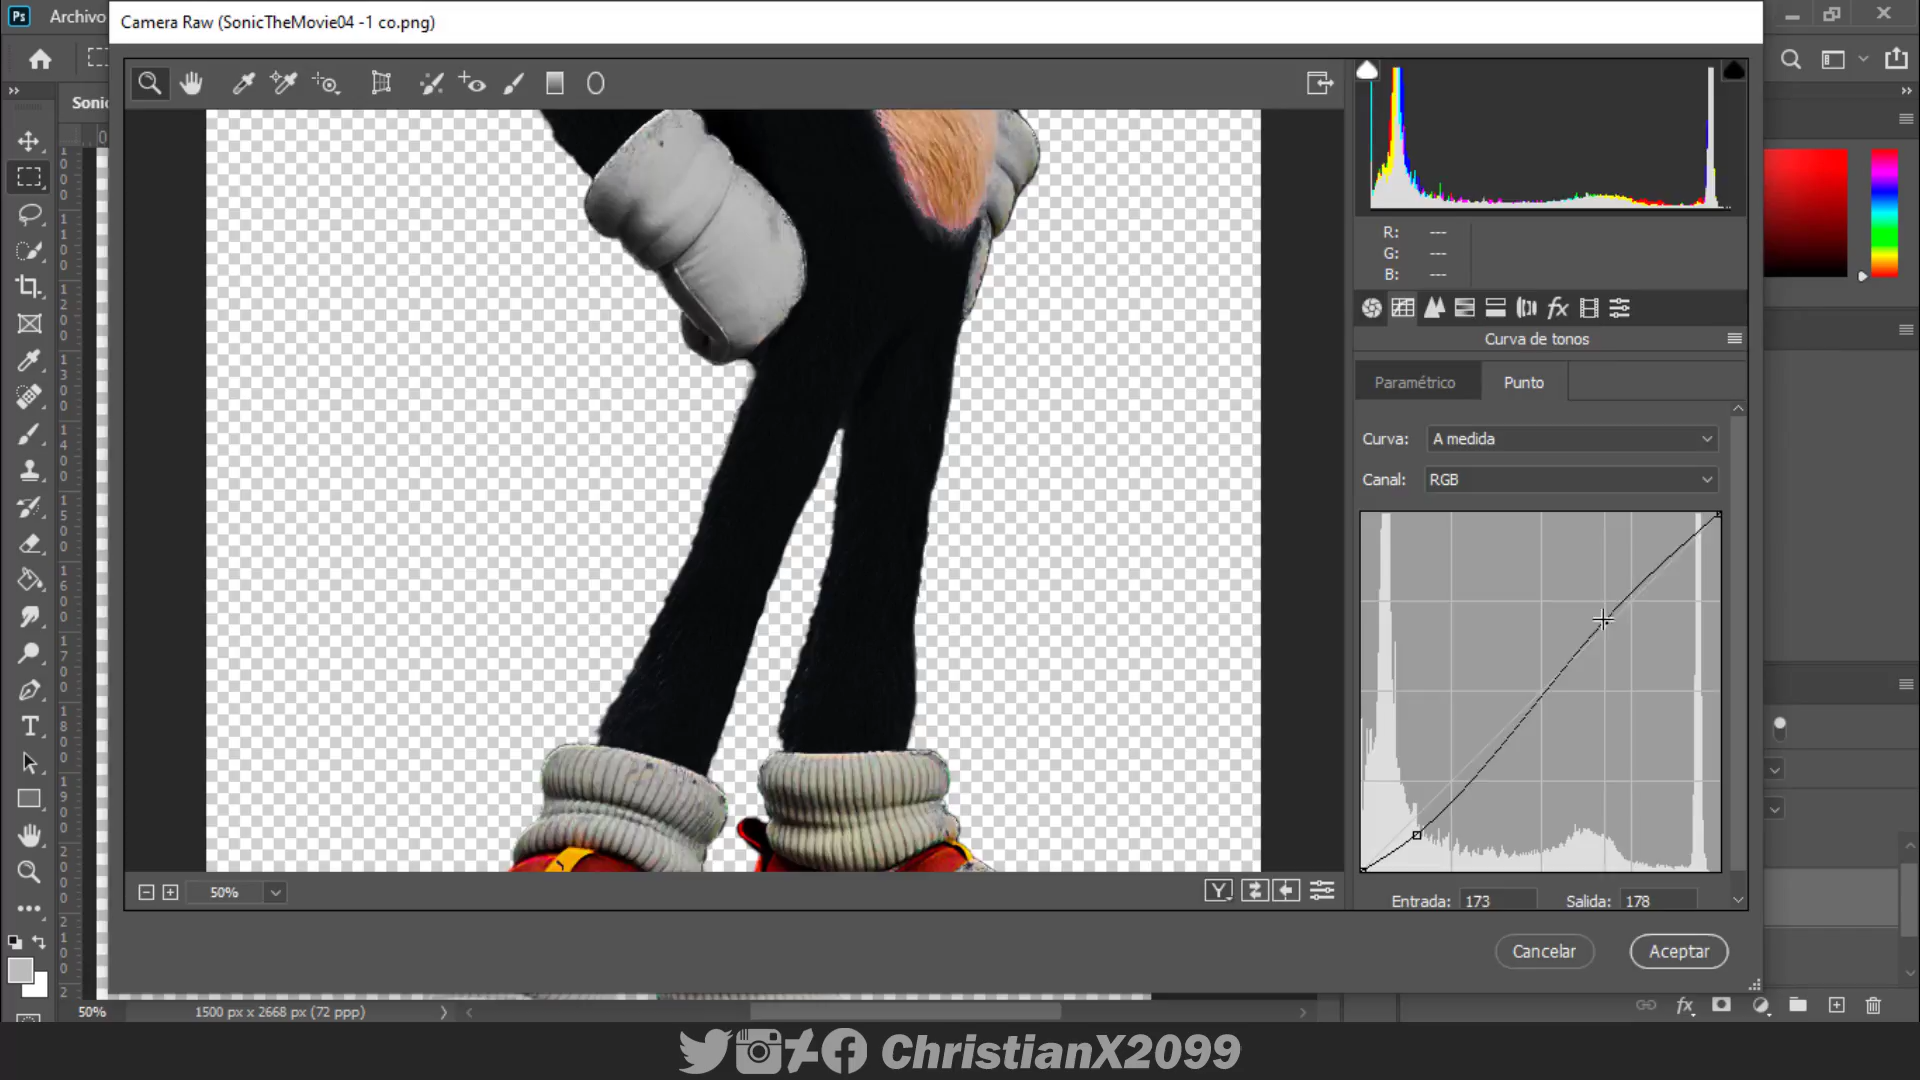 Ps
Archivo
Camera Raw (SonicTheMovie04 -1 co.png)
Sonic
R: ---
G: ---
B: ---
Curva de tonos
Paramétrico
Punto
Curva: A medida
Canal: RGB
Entrada: 173
Salida: 178
50%
Cancelar
Aceptar
50%
1500 px x 2668 px (72 ppp)
ChristianX2099